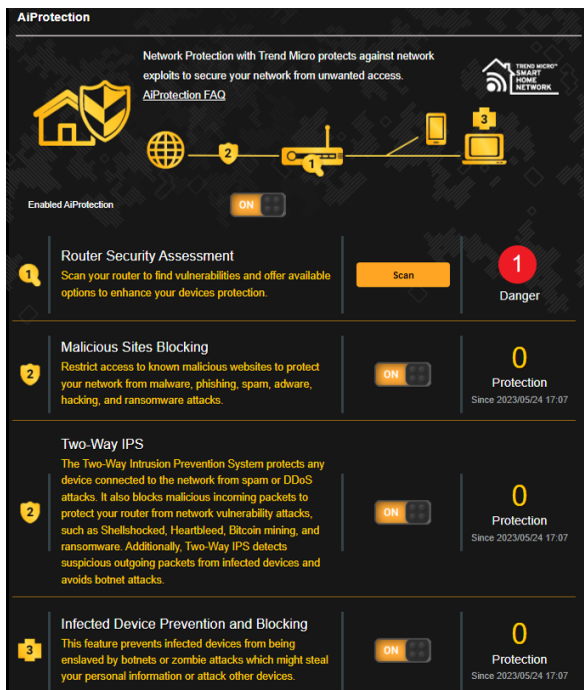 AiProtection
Network Protection with Trend Micro protects against network
exploits to secure your network from unwanted access.
AiProtection FAQ
TREND MICRO™
SMART
HOME
NETWORK
3
2
1
Enabled AiProtection
ON
1
Router Security Assessment
Scan your router to find vulnerabilities and offer available
options to enhance your devices protection.
Scan
1
Danger
2
Malicious Sites Blocking
Restrict access to known malicious websites to protect
your network from malware, phishing, spam, adware,
hacking, and ransomware attacks.
ON
0
Protection
Since 2023/05/24 17:07
2
Two-Way IPS
The Two-Way Intrusion Prevention System protects any
device connected to the network from spam or DDoS
attacks. It also blocks malicious incoming packets to
protect your router from network vulnerability attacks,
such as Shellshocked, Heartbleed, Bitcoin mining, and
ransomware. Additionally, Two-Way IPS detects
suspicious outgoing packets from infected devices and
avoids botnet attacks.
ON
0
Protection
Since 2023/05/24 17:07
3
Infected Device Prevention and Blocking
This feature prevents infected devices from being
enslaved by botnets or zombie attacks which might steal
your personal information or attack other devices.
ON
0
Protection
Since 2023/05/24 17:07